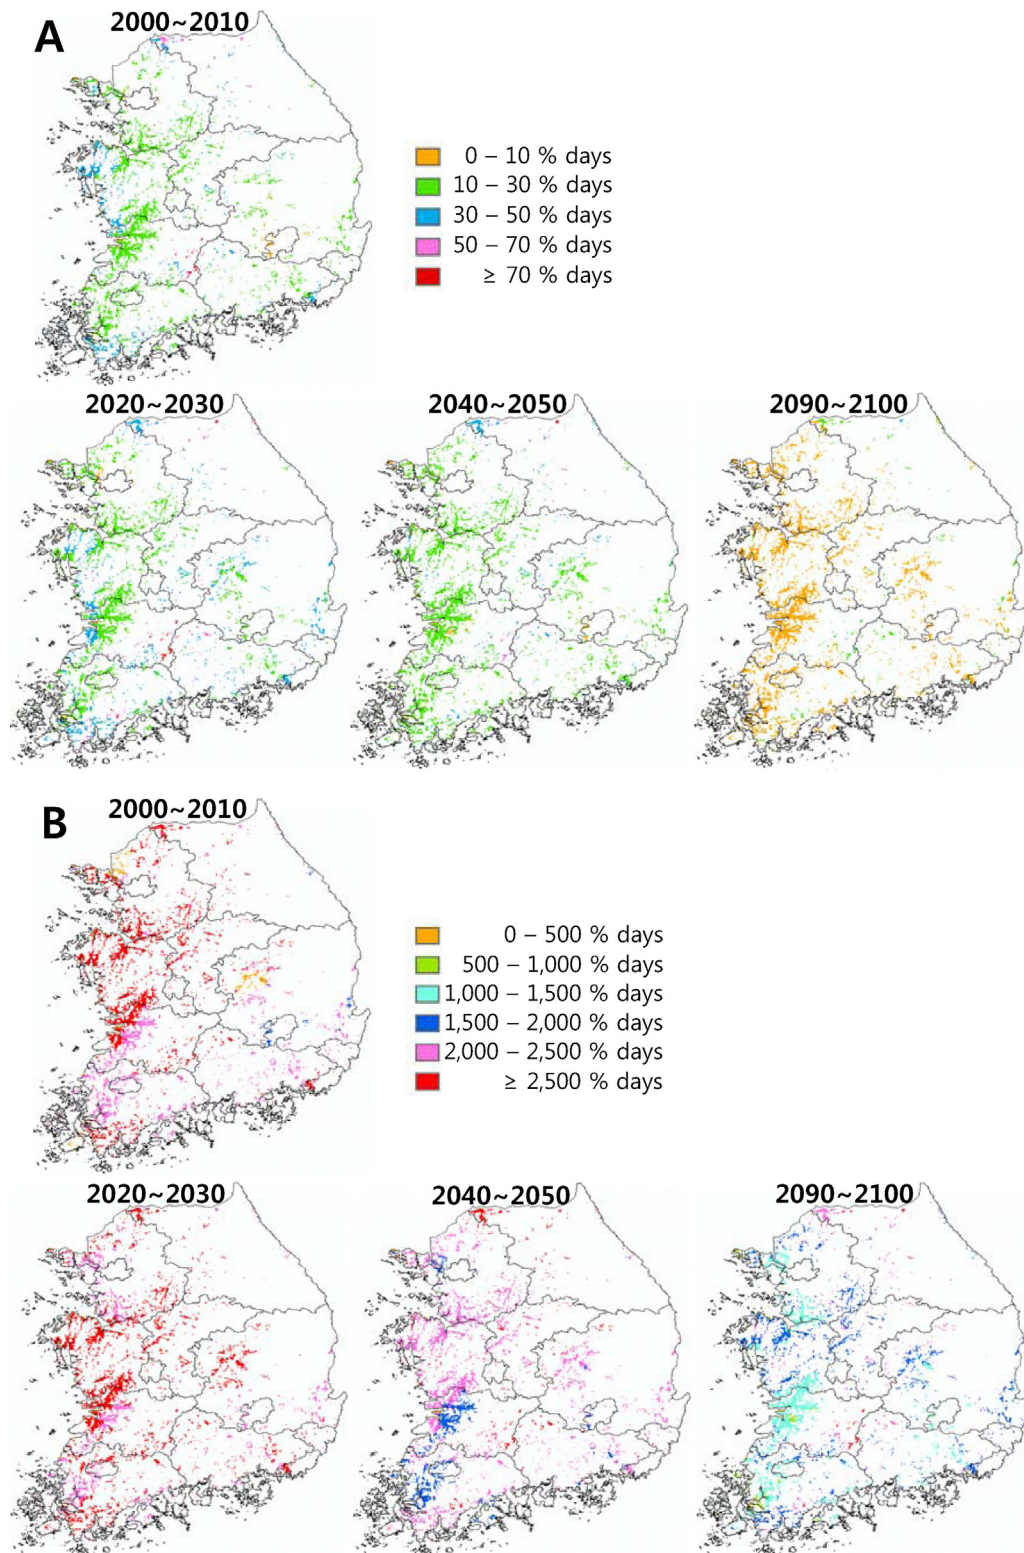 A
2000~2010
0 – 10 % days
10 – 30 % days
30 – 50 % days
50 – 70 % days
≥ 70 % days
2020~2030
2040~2050
2090~2100
B
2000~2010
0 – 500 % days
500 – 1,000 % days
1,000 – 1,500 % days
1,500 – 2,000 % days
2,000 – 2,500 % days
≥ 2,500 % days
2020~2030
2040~2050
2090~2100